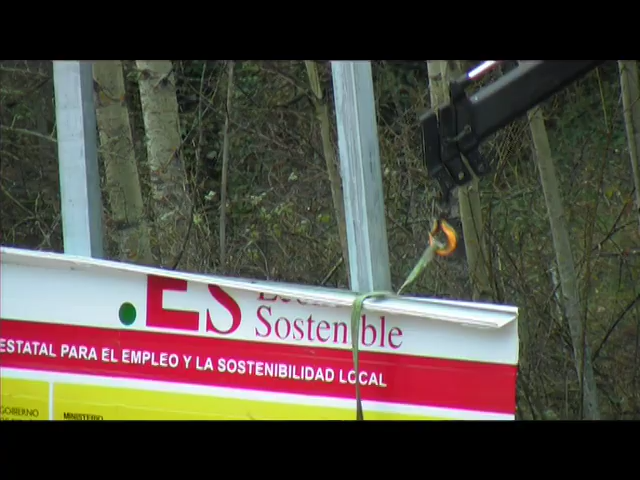 .ES
Sostenible
ESTATAL PARA EL EMPLEO Y LA SOSTENIBILIDAD LOCAL
GOBIERNO
MINISTERIO